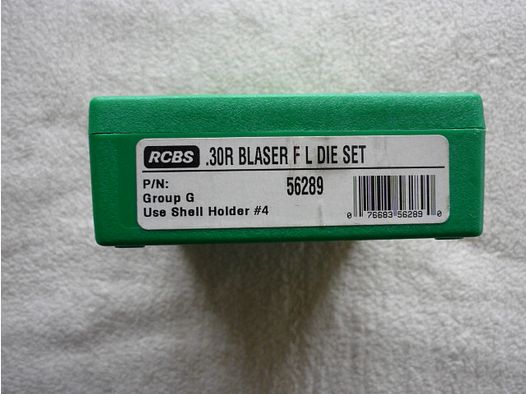 RCBS .30R BLASER F L DIE SET
P/N: 56289
Group G
Use Shell Holder #4
0 76683 56289 0